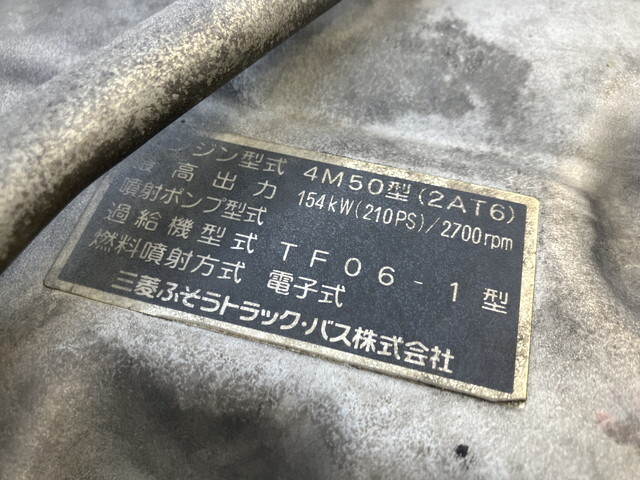 ンジン型式 4M50型(2AT6)
最高出力 154kW(210PS)/2700rpm
噴射ポンプ型式
過給機型式 TF06-1型
燃料噴射方式 電子式
三菱ふそうトラック・バス株式会社